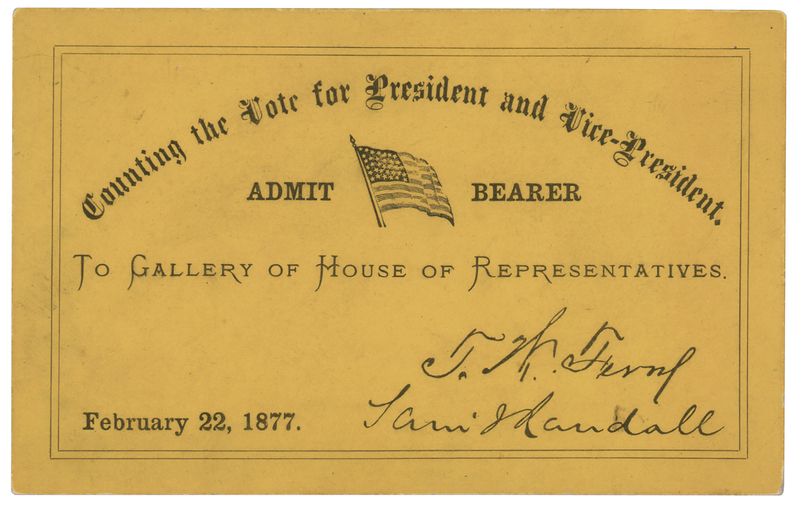 Counting the Vote for President and Vice-President.
ADMIT BEARER
TO GALLERY OF HOUSE OF REPRESENTATIVES.
T. W. Ferry
Sam J Randall
February 22, 1877.